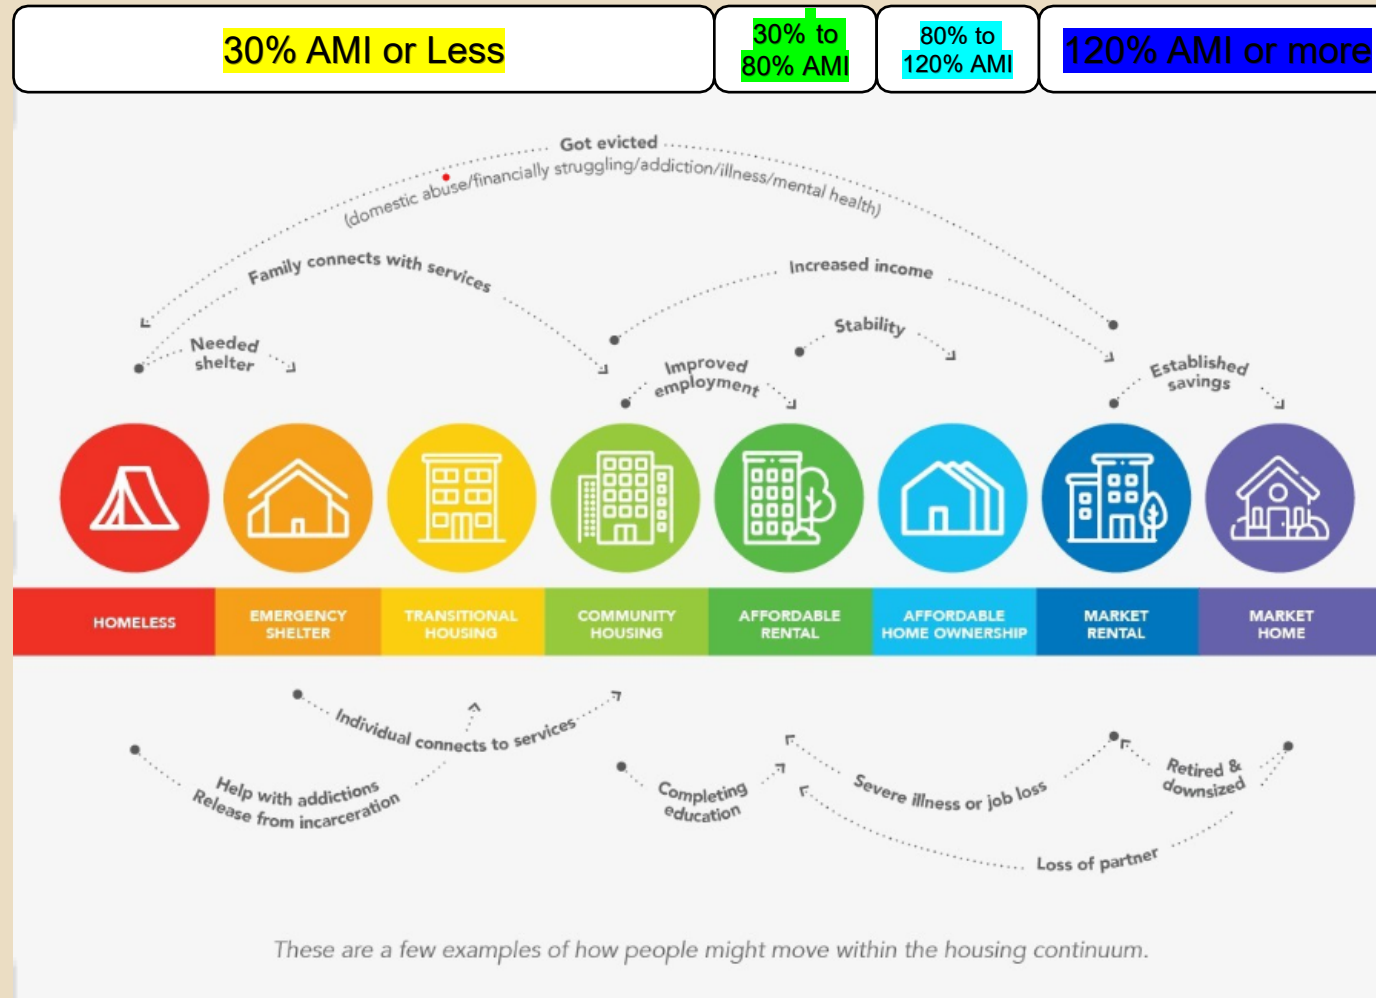 30% AMI or Less
30% to
80% AMI
80% to
120% AMI
120% AMI or more
Got evicted
(domestic abuse/financially struggling/addiction/illness/mental health)
Family connects with services
Increased income
Needed
shelter
Stability
Improved
employment
Established
savings
HOMELESS
EMERGENCY
SHELTER
TRANSITIONAL
HOUSING
COMMUNITY
HOUSING
AFFORDABLE
RENTAL
AFFORDABLE
HOME OWNERSHIP
MARKET
RENTAL
MARKET
HOME
Individual connects to services
Help with addictions
Release from incarceration
Completing
education
Severe illness or job loss
Retired &
downsized
Loss of partner
These are a few examples of how people might move within the housing continuum.